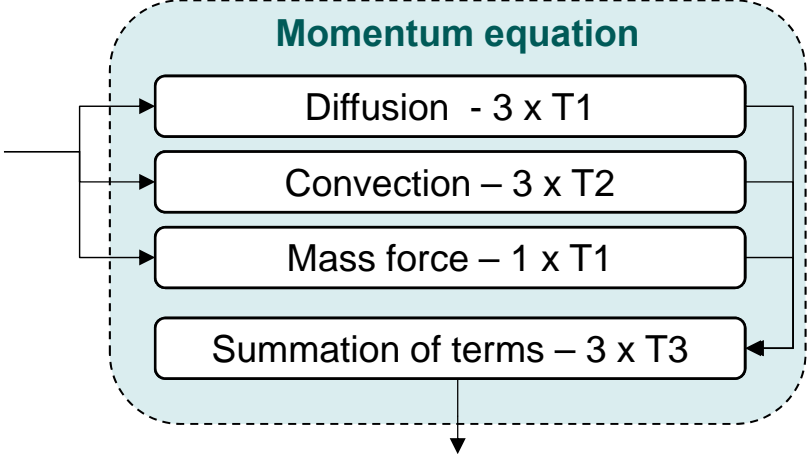 Momentum equation
Diffusion  - 3 x T1
Convection – 3 x T2
Mass force – 1 x T1
Summation of terms – 3 x T3